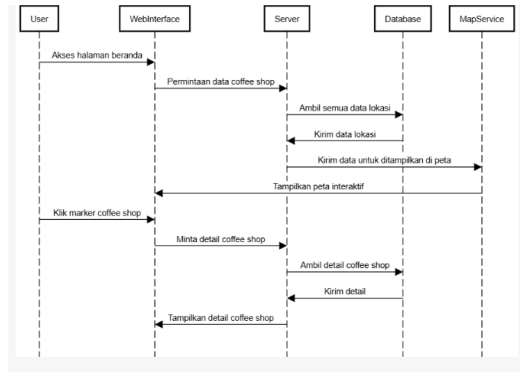 User
WebInterface
Server
Database
MapService
Akses halaman beranda
Permintaan data coffee shop
Ambil semua data lokasi
Kirim data lokasi
Kirim data untuk ditampilkan di peta
Tampilkan peta interaktif
Klik marker coffee shop
Minta detail coffee shop
Ambil detail coffee shop
Kirim detail
Tampilkan detail coffee shop